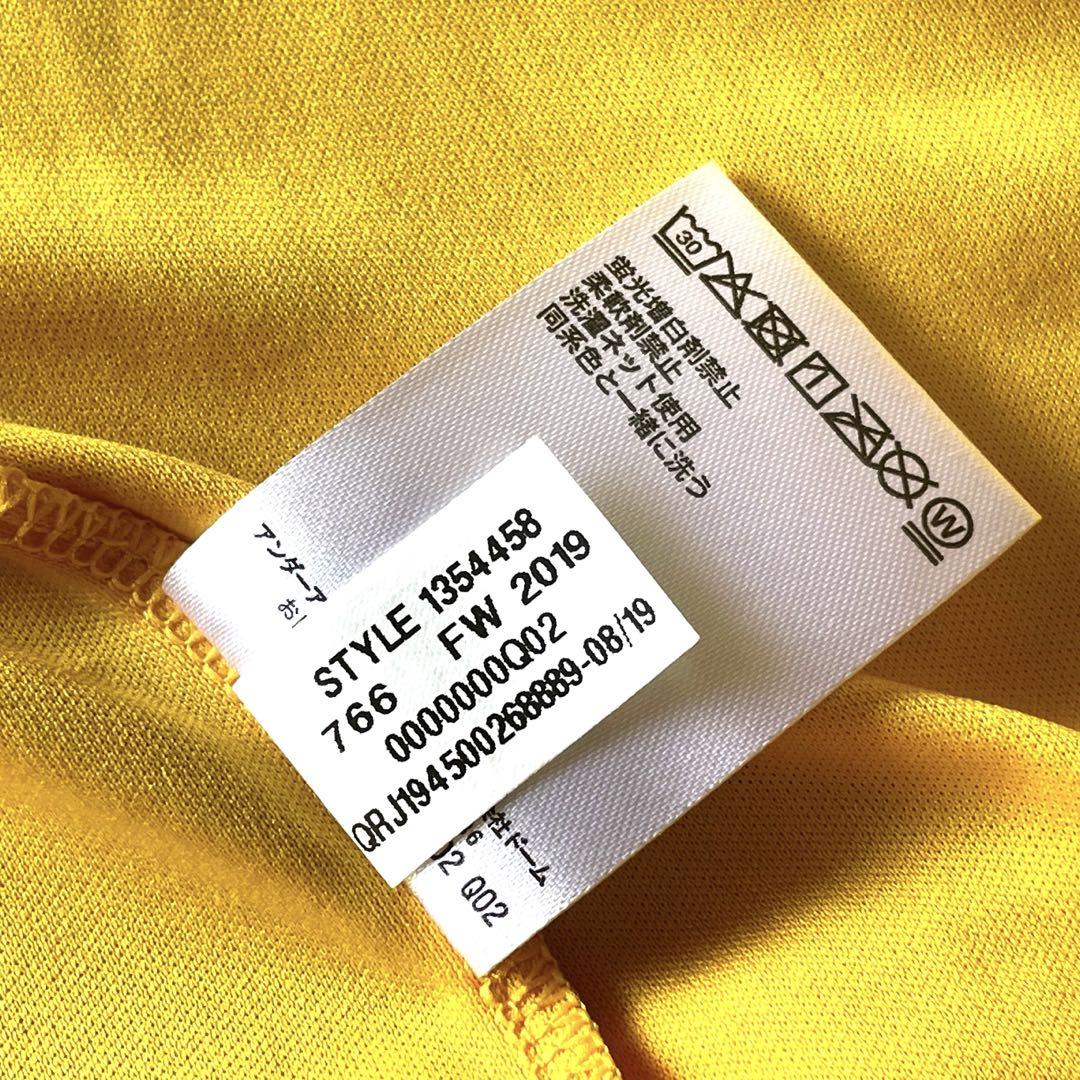 30
蛍光増白剤禁止
柔軟剤禁止
洗濯ネット使用
同系色と一緒に洗う
W
アンダーア
お
STYLE 1354458
766 FW 2019
0000000Q02
QRJ194500268889-08/19
社ドーム
02 Q02